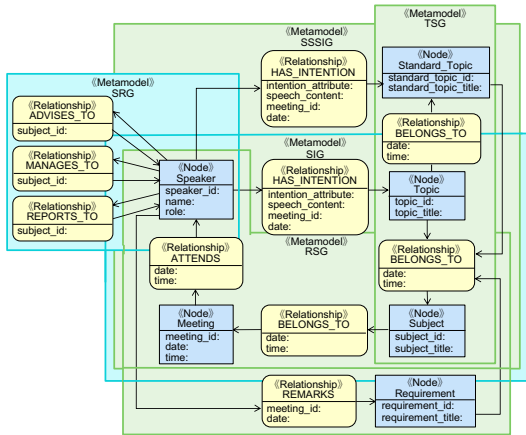 《Metamodel》
TSG
《Metamodel》
SSSIG
《Relationship》
HAS_INTENTION
intention_attribute:
speech_content:
meeting_id:
date:
《Node》
Standard_Topic
standard_topic_id:
standard_topic_title:
《Metamodel》
SRG
《Relationship》
ADVISES_TO
subject_id:
《Relationship》
BELONGS_TO
date:
time:
《Relationship》
MANAGES_TO
subject_id:
《Metamodel》
SIG
《Node》
Speaker
speaker_id:
name:
role:
《Relationship》
HAS_INTENTION
intention_attribute:
speech_content:
meeting_id:
date:
《Node》
Topic
topic_id:
topic_title:
《Relationship》
REPORTS_TO
subject_id:
《Metamodel》
RSG
《Relationship》
ATTENDS
date:
time:
《Relationship》
BELONGS_TO
date:
time:
《Node》
Meeting
meeting_id:
date:
time:
《Relationship》
BELONGS_TO
date:
time:
《Node》
Subject
subject_id:
subject_title:
《Relationship》
REMARKS
meeting_id:
date:
《Node》
Requirement
requirement_id:
requirement_title: